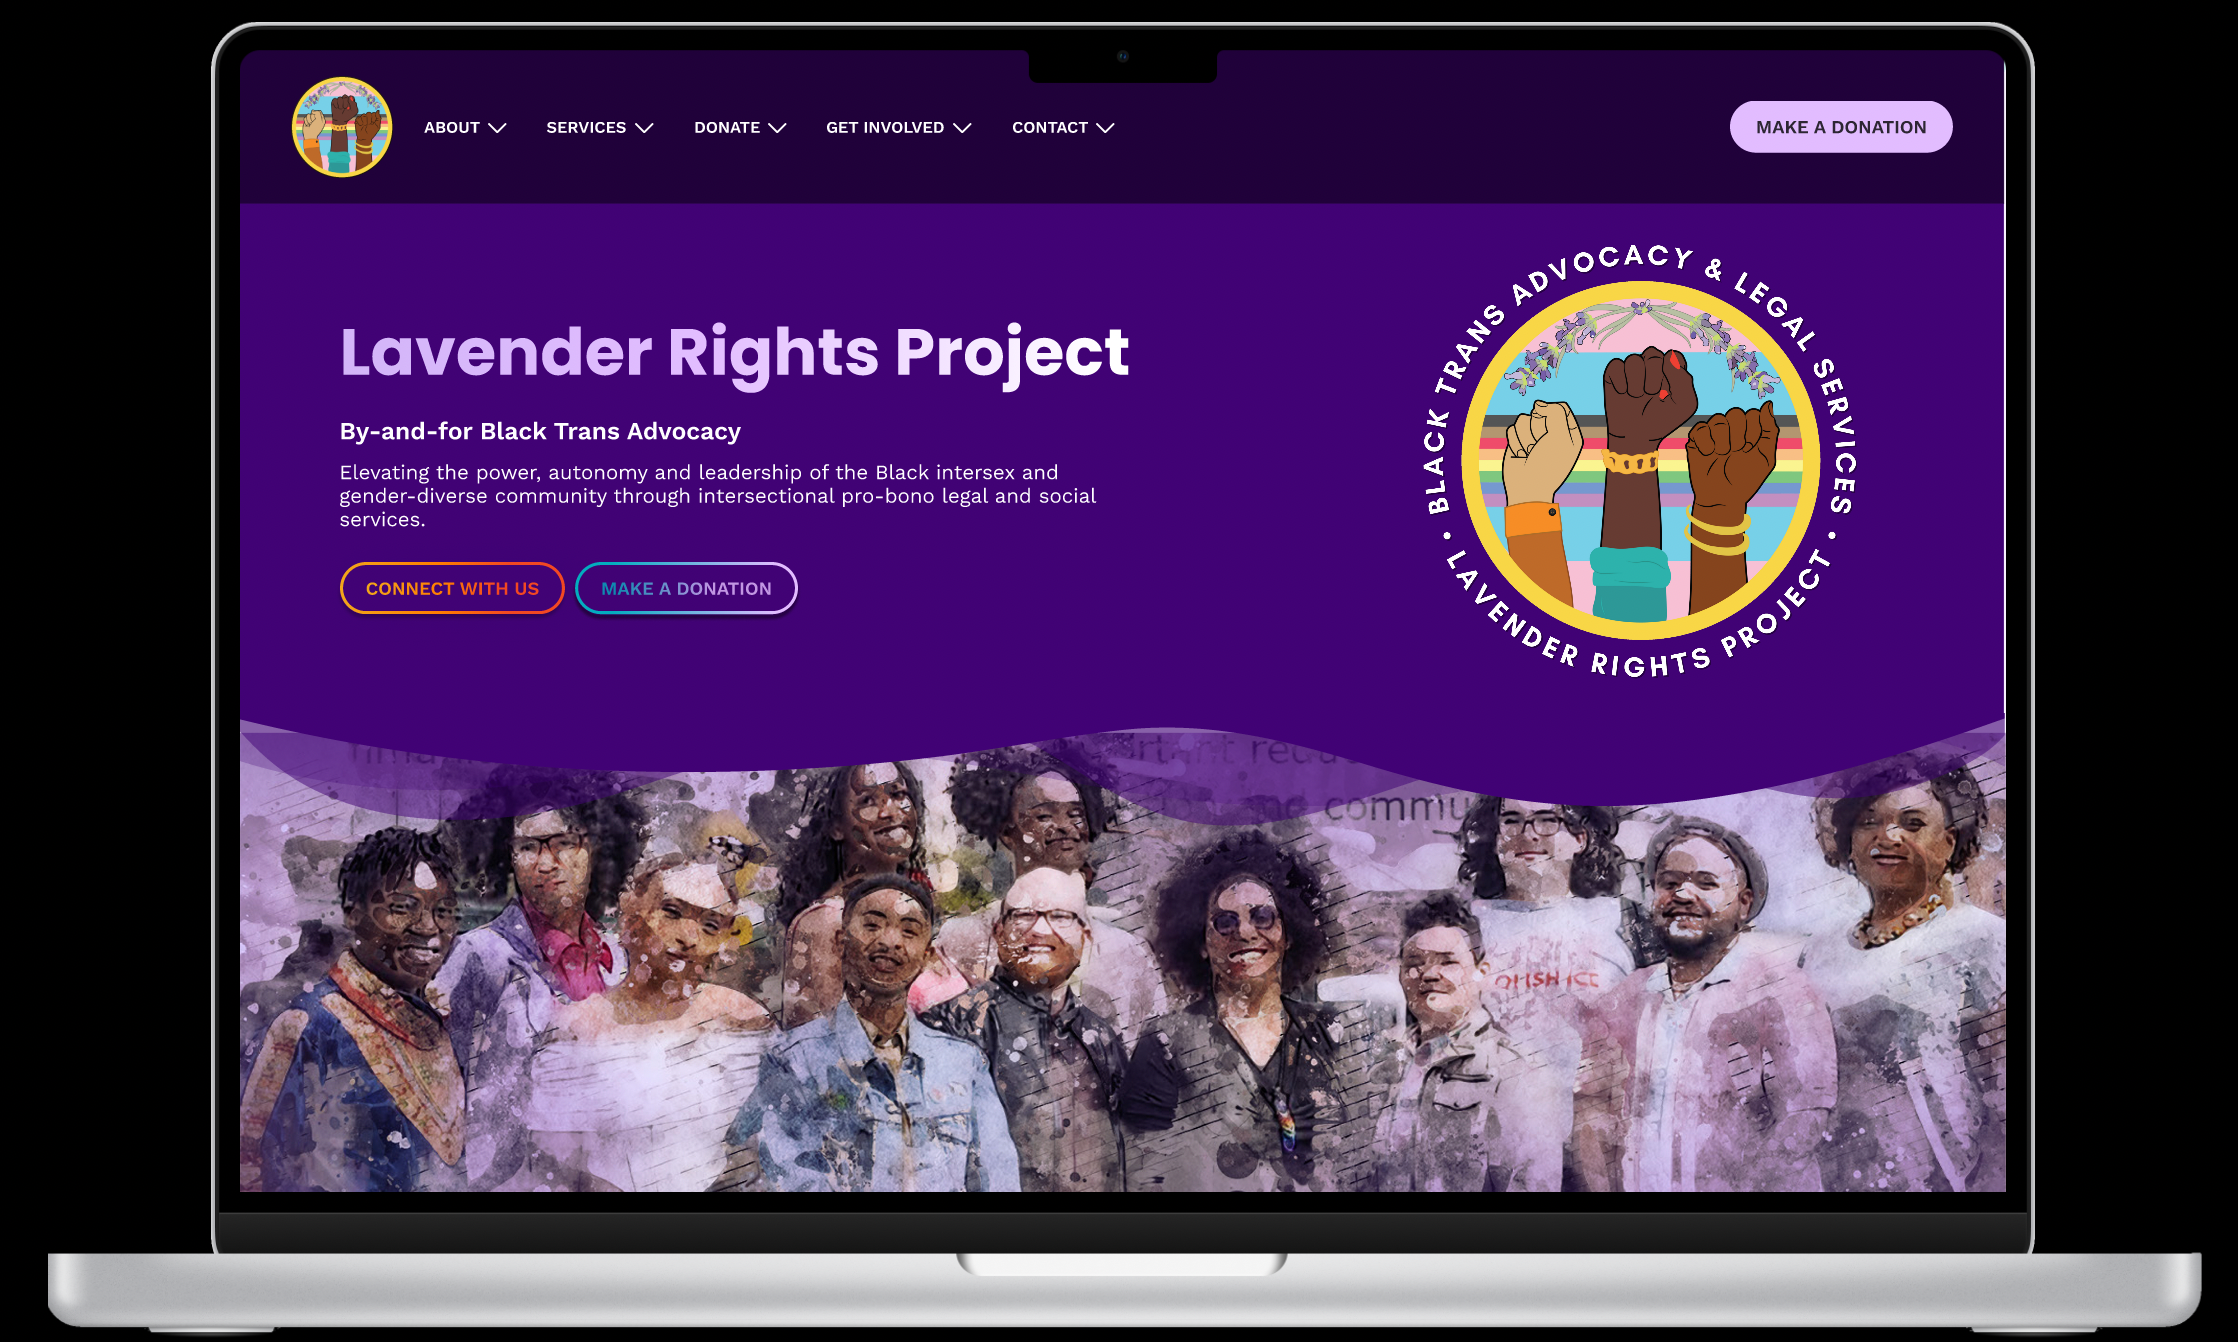 ABOUT
SERVICES
DONATE
GET INVOLVED
CONTACT
MAKE A DONATION
Lavender Rights Project
By-and-for Black Trans Advocacy
Elevating the power, autonomy and leadership of the Black intersex and
gender-diverse community through intersectional pro-bono legal and social
services.
CONNECT WITH US
MAKE A DONATION
BLACK TRANS ADVOCACY & LEGAL SERVICES •
LAVENDER RIGHTS PROJECT •